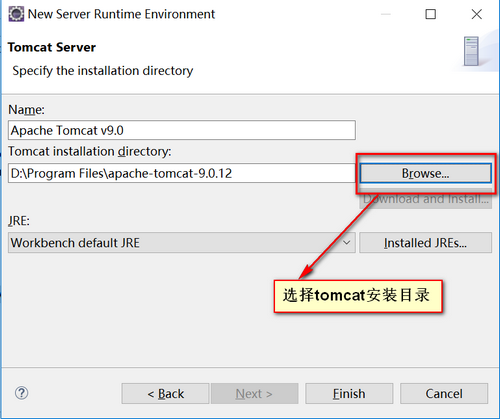 New Server Runtime Environment
Tomcat Server
Specify the installation directory
Name:
Apache Tomcat v9.0
Tomcat installation directory:
D:\Program Files\apache-tomcat-9.0.12
Browse...
Download and Install...
JRE:
Workbench default JRE
Installed JREs...
选择tomcat安装目录
?
< Back
Next >
Finish
Cancel